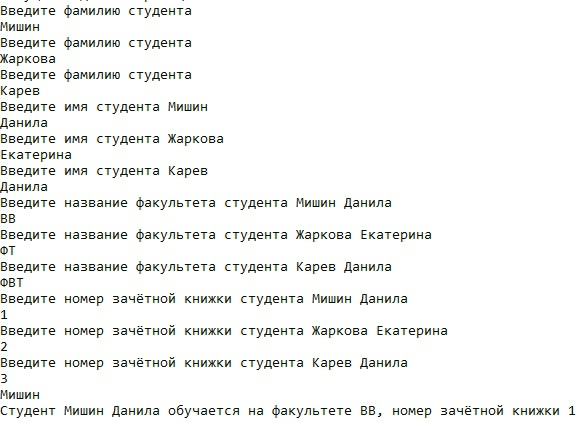 Введите фамилию студента
Мишин
Введите фамилию студента
Жаркова
Введите фамилию студента
Карев
Введите имя студента Мишин
Данила
Введите имя студента Жаркова
Екатерина
Введите имя студента Карев
Данила
Введите название факультета студента Мишин Данила
ВВ
Введите название факультета студента Жаркова Екатерина
ФТ
Введите название факультета студента Карев Данила
ФВТ
Введите номер зачётной книжки студента Мишин Данила
1
Введите номер зачётной книжки студента Жаркова Екатерина
2
Введите номер зачётной книжки студента Карев Данила
3
Мишин
Студент Мишин Данила обучается на факультете ВВ, номер зачётной книжки 1